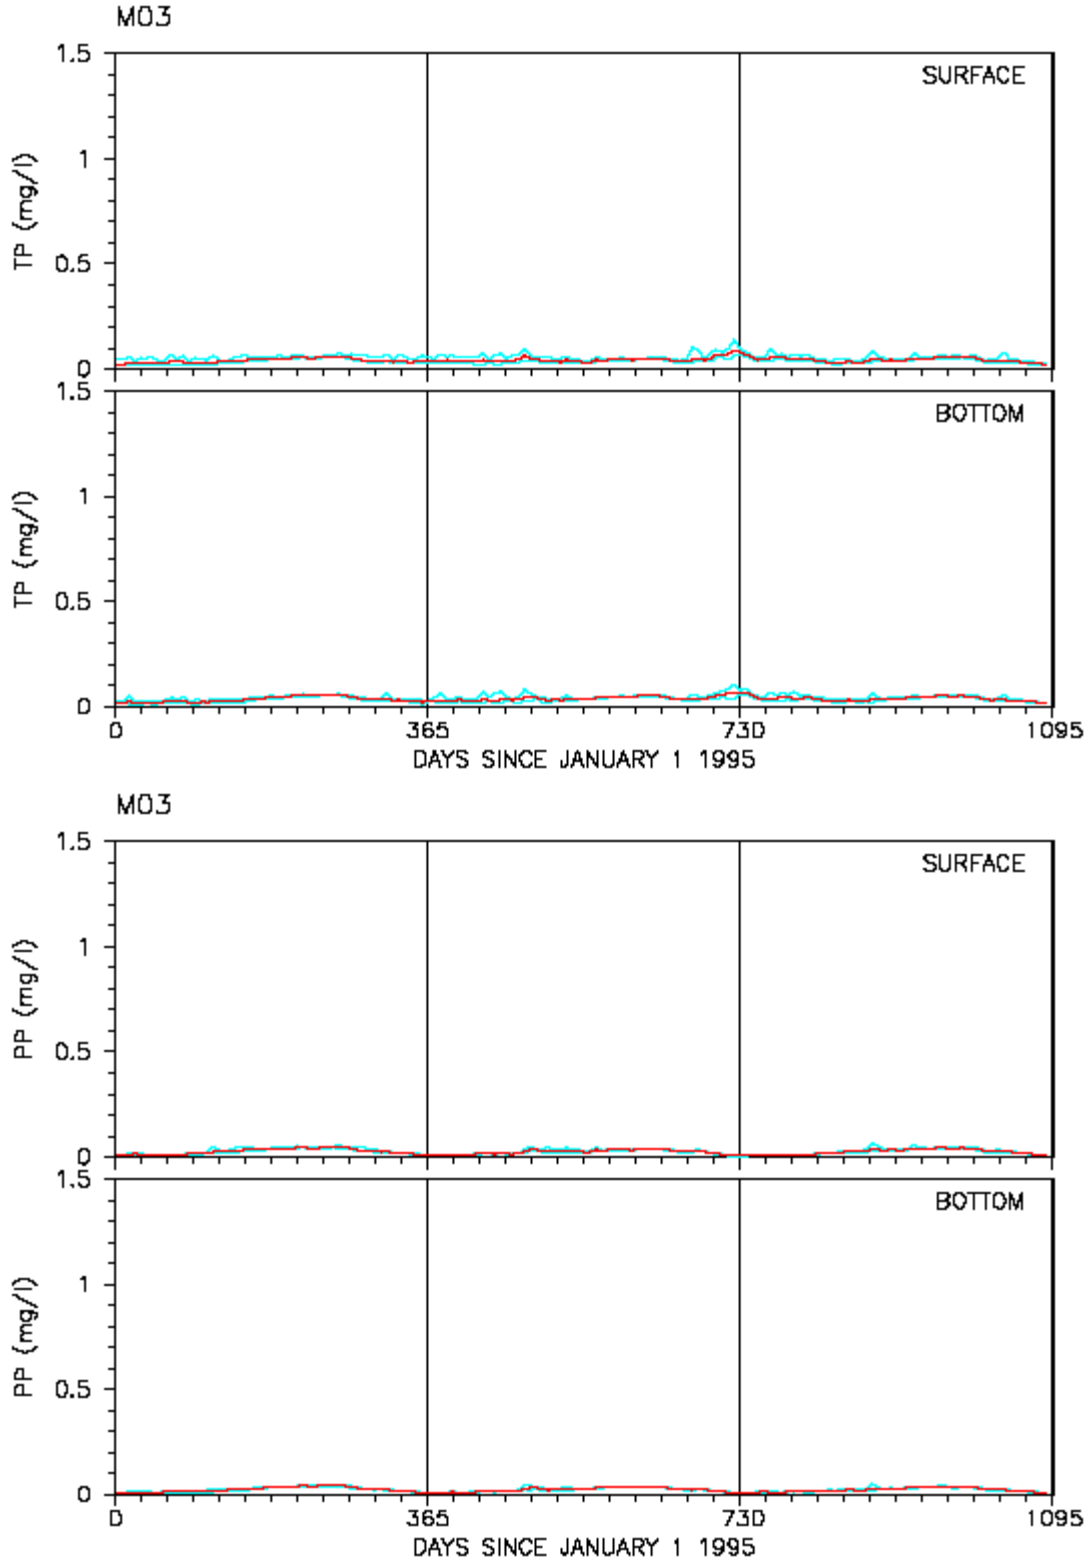 M03
1.5
SURFACE
1
TP (mg/l)
0.5
0
1.5
BOTTOM
1
TP (mg/l)
0.5
0
0 365 730 1095
DAYS SINCE JANUARY 1 1995
M03
1.5
SURFACE
1
PP (mg/l)
0.5
0
1.5
BOTTOM
1
PP (mg/l)
0.5
0
0 365 730 1095
DAYS SINCE JANUARY 1 1995